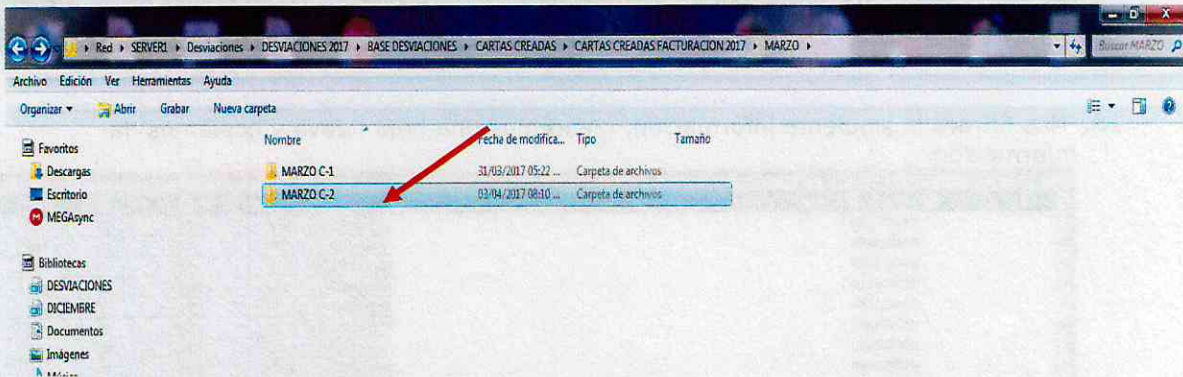 ▸ Red ▸ SERVER1 ▸ Desviaciones ▸ DESVIACIONES 2017 ▸ BASE DESVIACIONES ▸ CARTAS CREADAS ▸ CARTAS CREADAS FACTURACION 2017 ▸ MARZO ▸
Buscar MARZO
Archivo Edición Ver Herramientas Ayuda
Organizar Abrir Grabar Nueva carpeta
Nombre Fecha de modifica... Tipo Tamaño
Favoritos
Descargas
Escritorio
MEGAsync
MARZO C-1 31/03/2017 05:22 ... Carpeta de archivos
MARZO C-2 03/04/2017 08:10 ... Carpeta de archivos
Bibliotecas
DESVIACIONES
DICIEMBRE
Documentos
Imágenes